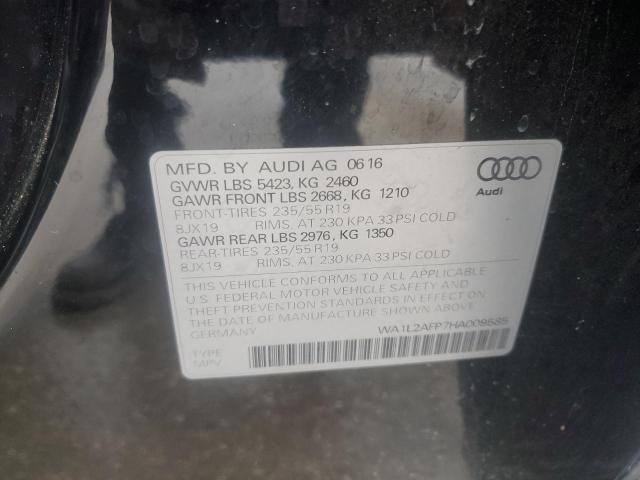 MFD. BY AUDI AG 06 16
GVWR LBS 5423, KG 2460
GAWR FRONT LBS 2668, KG 1210
FRONT-TIRES 235/55 R19
8JX19 RIMS, AT 230 KPA 33 PSI COLD
GAWR REAR LBS 2976, KG 1350
REAR-TIRES 235/55 R19
8JX19 RIMS, AT 230 KPA 33 PSI COLD
Audi
THIS VEHICLE CONFORMS TO ALL APPLICABLE
U.S. FEDERAL MOTOR VEHICLE SAFETY AND
THEFT PREVENTION STANDARDS IN EFFECT ON
THE DATE OF MANUFACTURE SHOWN ABOVE.
GERMANY
WA1L2AFP7HA009585
TYPE:
MPV